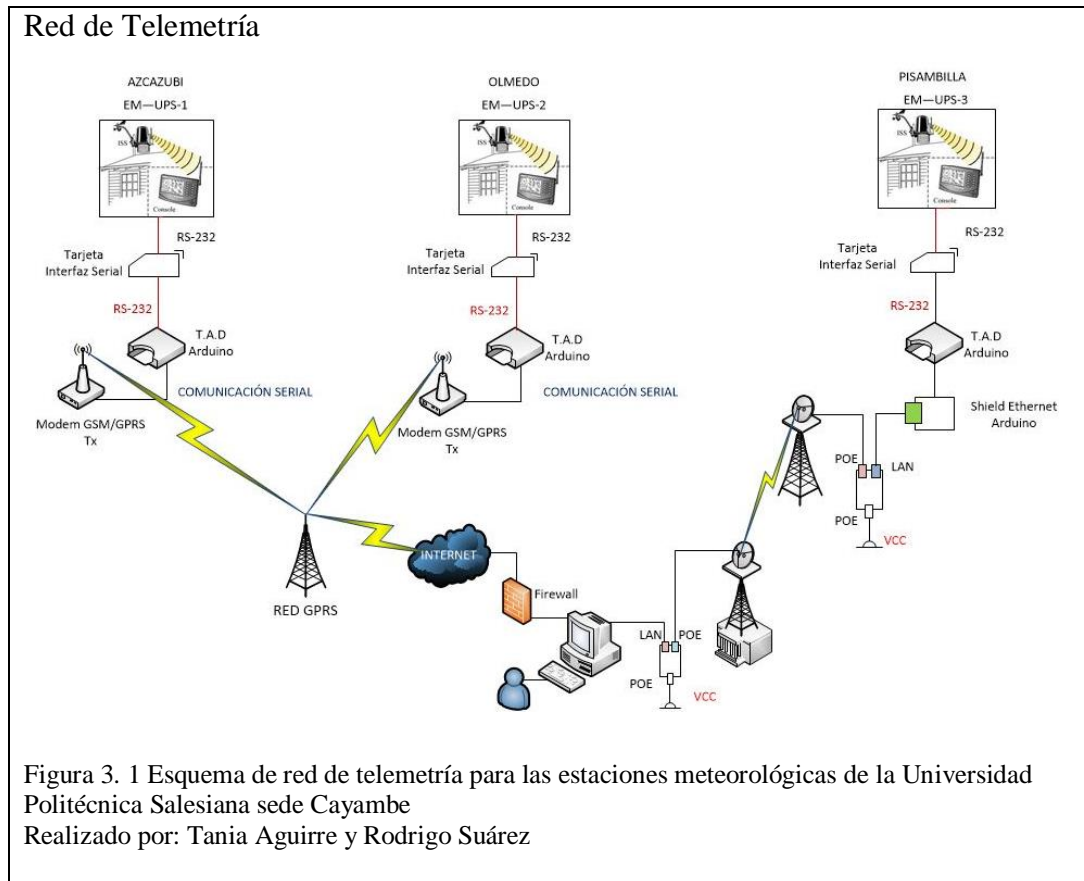 Red de Telemetría
AZCAZUBI
EM—UPS-1
ISS
Console
RS-232
Tarjeta
Interfaz Serial
RS-232
T.A.D
Arduino
COMUNICACIÓN SERIAL
Modem GSM/GPRS
Tx
OLMEDO
EM—UPS-2
ISS
Console
RS-232
Tarjeta
Interfaz Serial
RS-232
T.A.D
Arduino
COMUNICACIÓN SERIAL
Modem GSM/GPRS
Tx
PISAMBILLA
EM—UPS-3
ISS
Console
RS-232
Tarjeta
Interfaz Serial
T.A.D
Arduino
Shield Ethernet
Arduino
POE
LAN
POE
VCC
RED GPRS
INTERNET
Firewall
LAN
POE
POE
VCC
Figura 3. 1 Esquema de red de telemetría para las estaciones meteorológicas de la Universidad
Politécnica Salesiana sede Cayambe
Realizado por: Tania Aguirre y Rodrigo Suárez